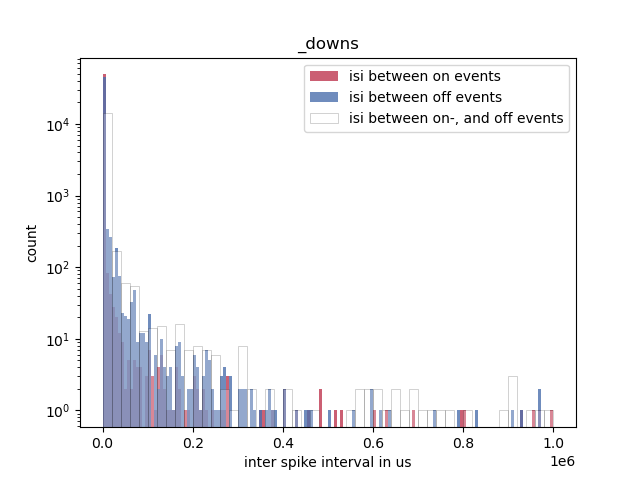 _downs
isi between on events
isi between off events
isi between on-, and off events
count
10^4
10^3
10^2
10^1
10^0
0.0 0.2 0.4 0.6 0.8 1.0
1e6
inter spike interval in us